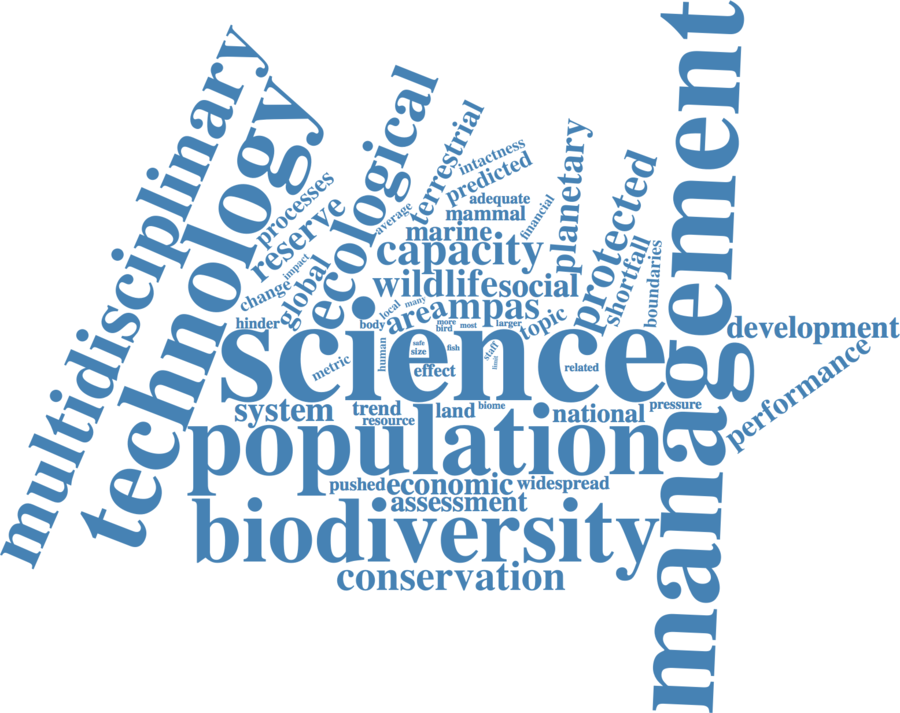 multidisciplinary
technology
management
ecological
terrestrial
intactness
predicted
planetary
processes
reserve
adequate
mammal
financial
protected
average
marine
capacity
shortfall
boundaries
impact
global
change
wildlife
social
local
many
area
mpas
topic
hinder
body
more
bird
most
larger
science
development
human
safe
size
fish
staff
limit
metric
effect
related
performance
system
trend
land
biome
national
pressure
resource
population
pushed
economic
widespread
assessment
biodiversity
conservation